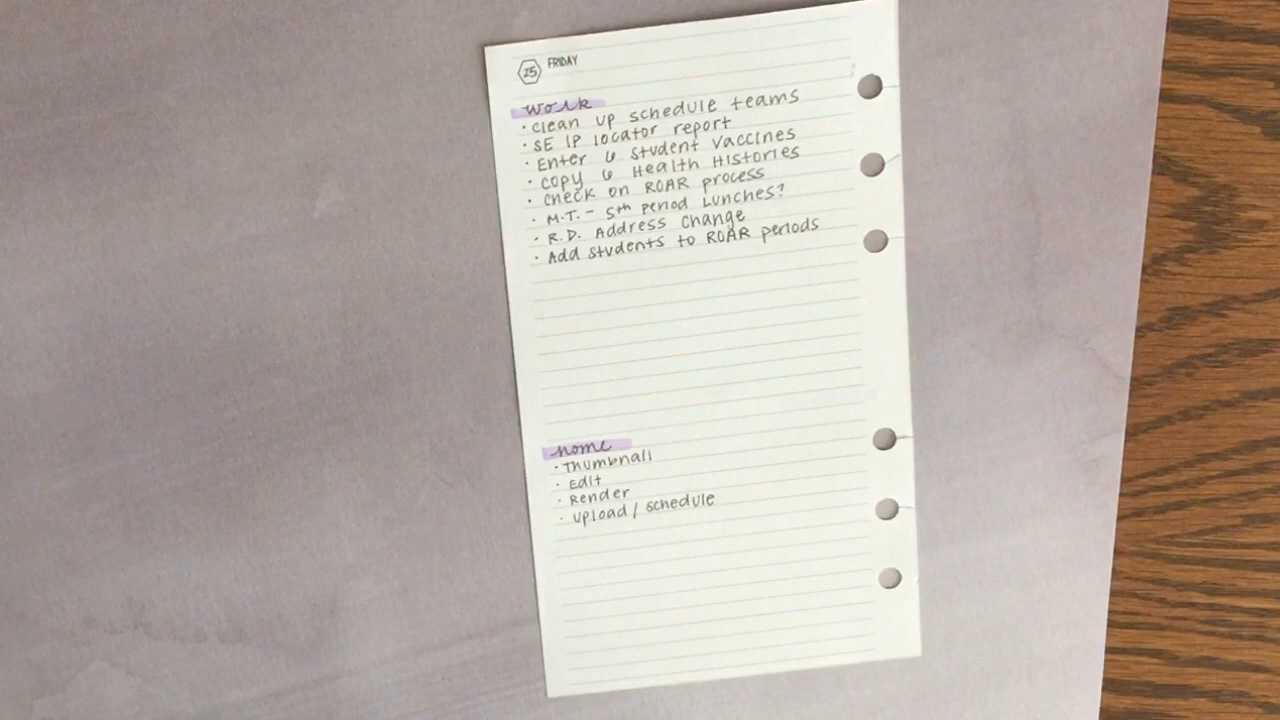 25 FRIDAY
work
· clean up schedule teams
· SE IP locator report
· Enter 6 student vaccines
· copy 6 Health Histories
· check on ROAR process
· M.T. - 5th period Lunches?
· R.D. Address change
· Add students to ROAR periods
home
· Thumbnail
· Edit
· Render
· upload / schedule